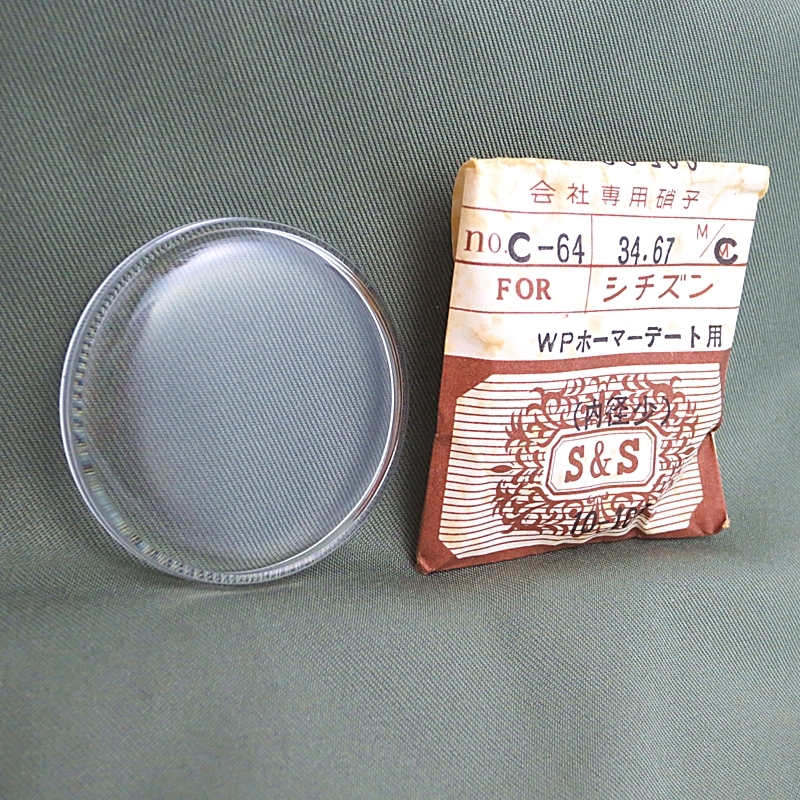 会社専用硝子
no. C-64 34.67 M/M C
FOR シチズン
WPホーマーデート用
(内径少)
S&S